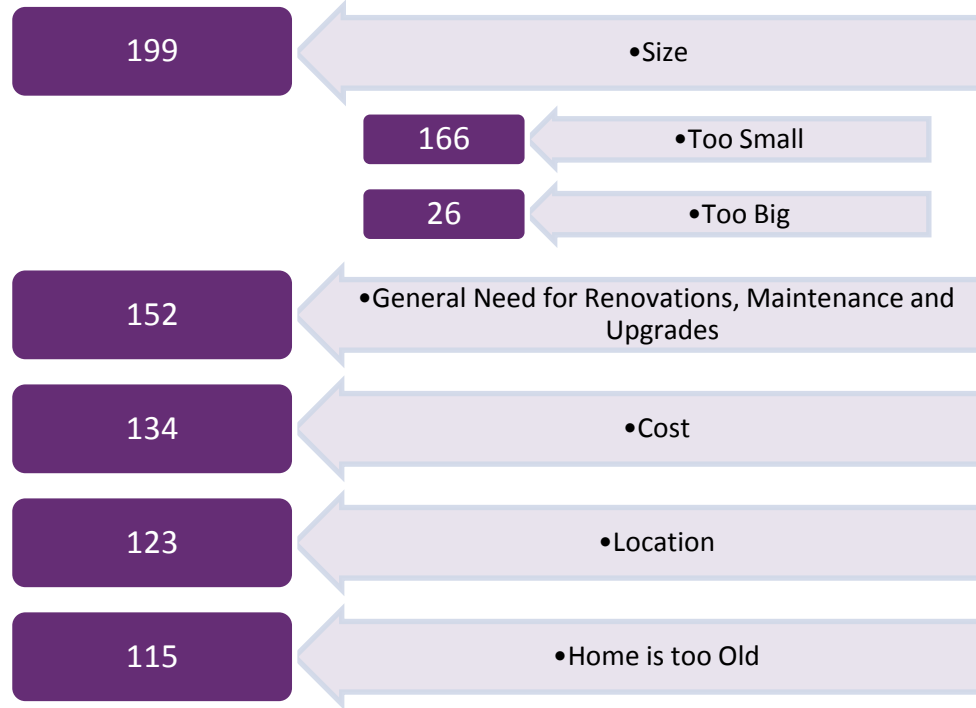 199
•Size
166
•Too Small
26
•Too Big
152
•General Need for Renovations, Maintenance and
Upgrades
134
•Cost
123
•Location
115
•Home is too Old